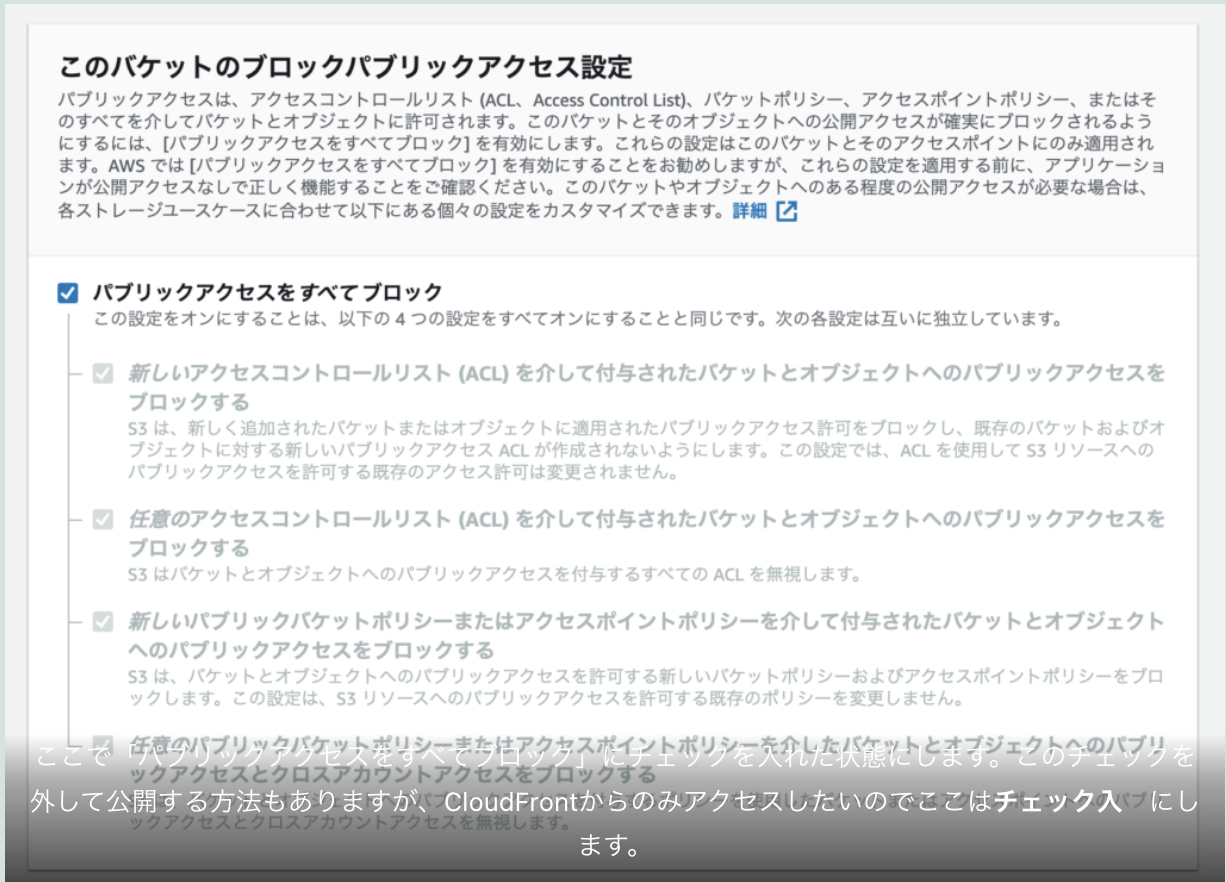 このバケットのブロックパブリックアクセス設定
パブリックアクセスは、アクセスコントロールリスト (ACL、Access Control List)、バケットポリシー、アクセスポイントポリシー、またはそ
のすべてを介してバケットとオブジェクトに許可されます。このバケットとそのオブジェクトへの公開アクセスが確実にブロックされるよう
にするには、[パブリックアクセスをすべてブロック] を有効にします。これらの設定はこのバケットとそのアクセスポイントにのみ適用され
ます。AWS では [パブリックアクセスをすべてブロック] を有効にすることをお勧めしますが、これらの設定を適用する前に、アプリケーショ
ンが公開アクセスなしで正しく機能することをご確認ください。このバケットやオブジェクトへのある程度の公開アクセスが必要な場合は、
各ストレージユースケースに合わせて以下にある個々の設定をカスタマイズできます。詳細
パブリックアクセスをすべてブロック
この設定をオンにすることは、以下の 4 つの設定をすべてオンにすることと同じです。次の各設定は互いに独立しています。
新しいアクセスコントロールリスト (ACL) を介して付与されたバケットとオブジェクトへのパブリックアクセスを
ブロックする
S3 は、新しく追加されたバケットまたはオブジェクトに適用されたパブリックアクセス許可をブロックし、既存のバケットおよびオ
ブジェクトに対する新しいパブリックアクセス ACL が作成されないようにします。この設定では、ACL を使用して S3 リソースへの
パブリックアクセスを許可する既存のアクセス許可は変更されません。
任意のアクセスコントロールリスト (ACL) を介して付与されたバケットとオブジェクトへのパブリックアクセスを
ブロックする
S3 はバケットとオブジェクトへのパブリックアクセスを付与するすべての ACL を無視します。
新しいパブリックバケットポリシーまたはアクセスポイントポリシーを介して付与されたバケットとオブジェクト
へのパブリックアクセスをブロックする
S3 は、バケットとオブジェクトへのパブリックアクセスを許可する新しいバケットポリシーおよびアクセスポイントポリシーをブロ
ックします。この設定は、S3 リソースへのパブリックアクセスを許可する既存のポリシーを変更しません。
任意のパブリックバケットポリシーまたはアクセスポイントポリシーを介したバケットとオブジェクトへのパブリ
ックアクセスとクロスアカウントアクセスをブロックする
ックアクセスとクロスアカウントアクセスを無視します。
ここで「パブリックアクセスをすべてブロック」にチェックを入れた状態にします。このチェックを
外して公開する方法もありますが、CloudFrontからのみアクセスしたいのでここはチェック入 にし
ます。